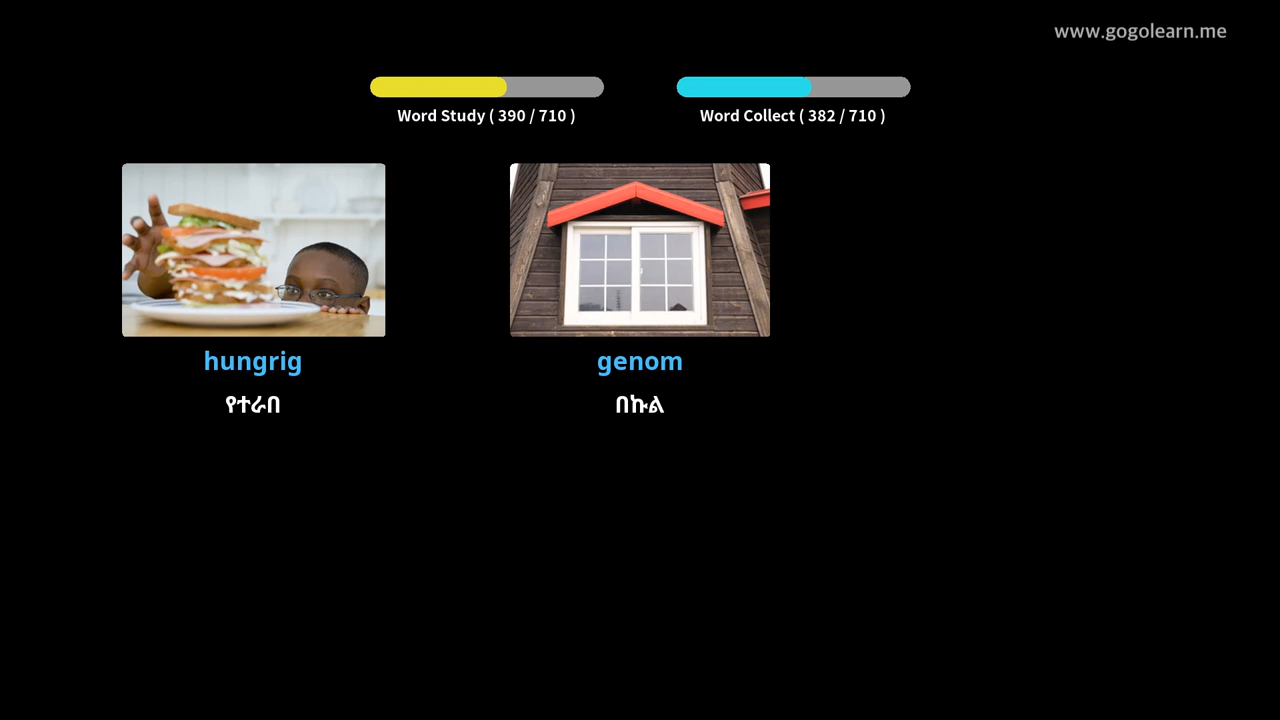 www.gogolearn.me
Word Study ( 390 / 710 )
Word Collect ( 382 / 710 )
hungrig
genom
የተራበ
በኩል